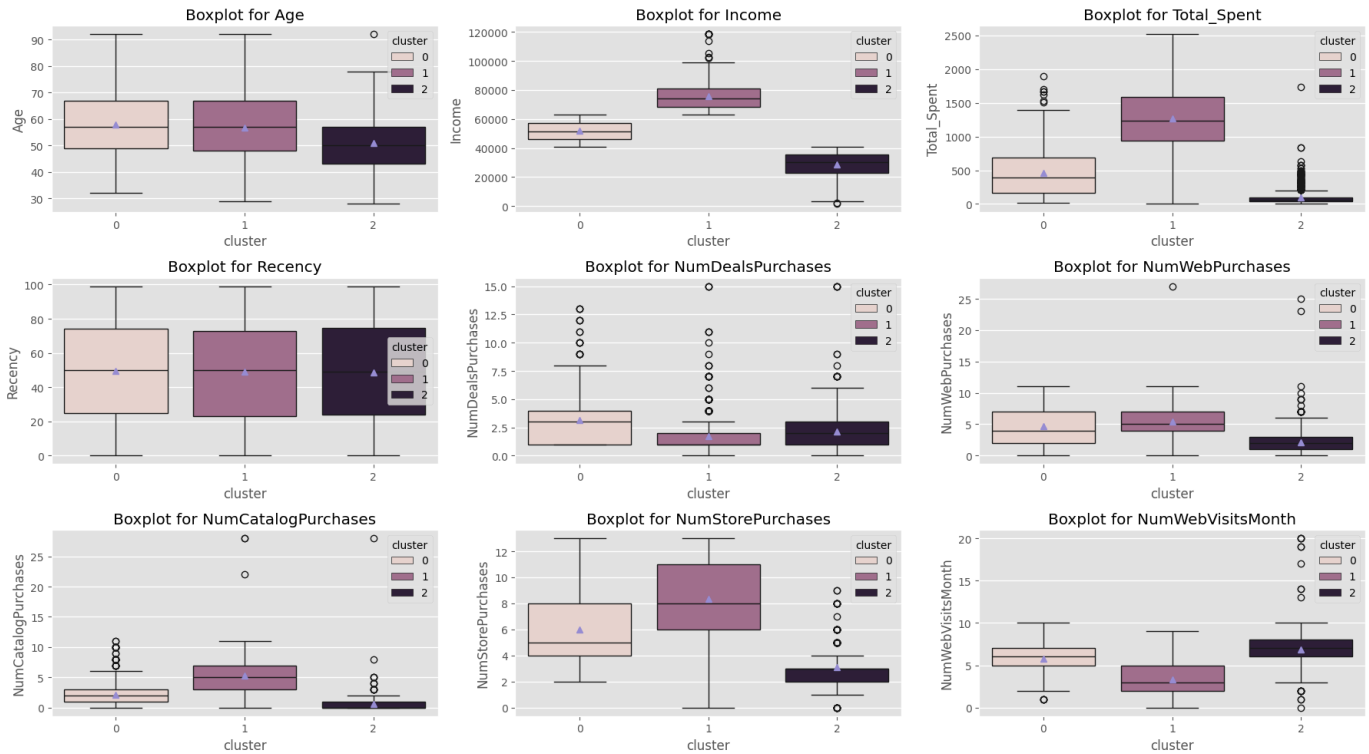 Boxplot for Age
Age
90
80
70
60
50
40
30
cluster
0
1
2
0 1 2
cluster
Boxplot for Income
Income
120000
100000
80000
60000
40000
20000
0
cluster
0
1
2
0 1 2
cluster
Boxplot for Total_Spent
Total_Spent
2500
2000
1500
1000
500
0
cluster
0
1
2
0 1 2
cluster
Boxplot for Recency
Recency
100
80
60
40
20
0
cluster
0
1
2
0 1 2
cluster
Boxplot for NumDealsPurchases
NumDealsPurchases
15.0
12.5
10.0
7.5
5.0
2.5
0.0
cluster
0
1
2
0 1 2
cluster
Boxplot for NumWebPurchases
NumWebPurchases
25
20
15
10
5
0
cluster
0
1
2
0 1 2
cluster
Boxplot for NumCatalogPurchases
NumCatalogPurchases
25
20
15
10
5
0
cluster
0
1
2
0 1 2
cluster
Boxplot for NumStorePurchases
NumStorePurchases
12
10
8
6
4
2
0
cluster
0
1
2
0 1 2
cluster
Boxplot for NumWebVisitsMonth
NumWebVisitsMonth
20
15
10
5
0
cluster
0
1
2
0 1 2
cluster